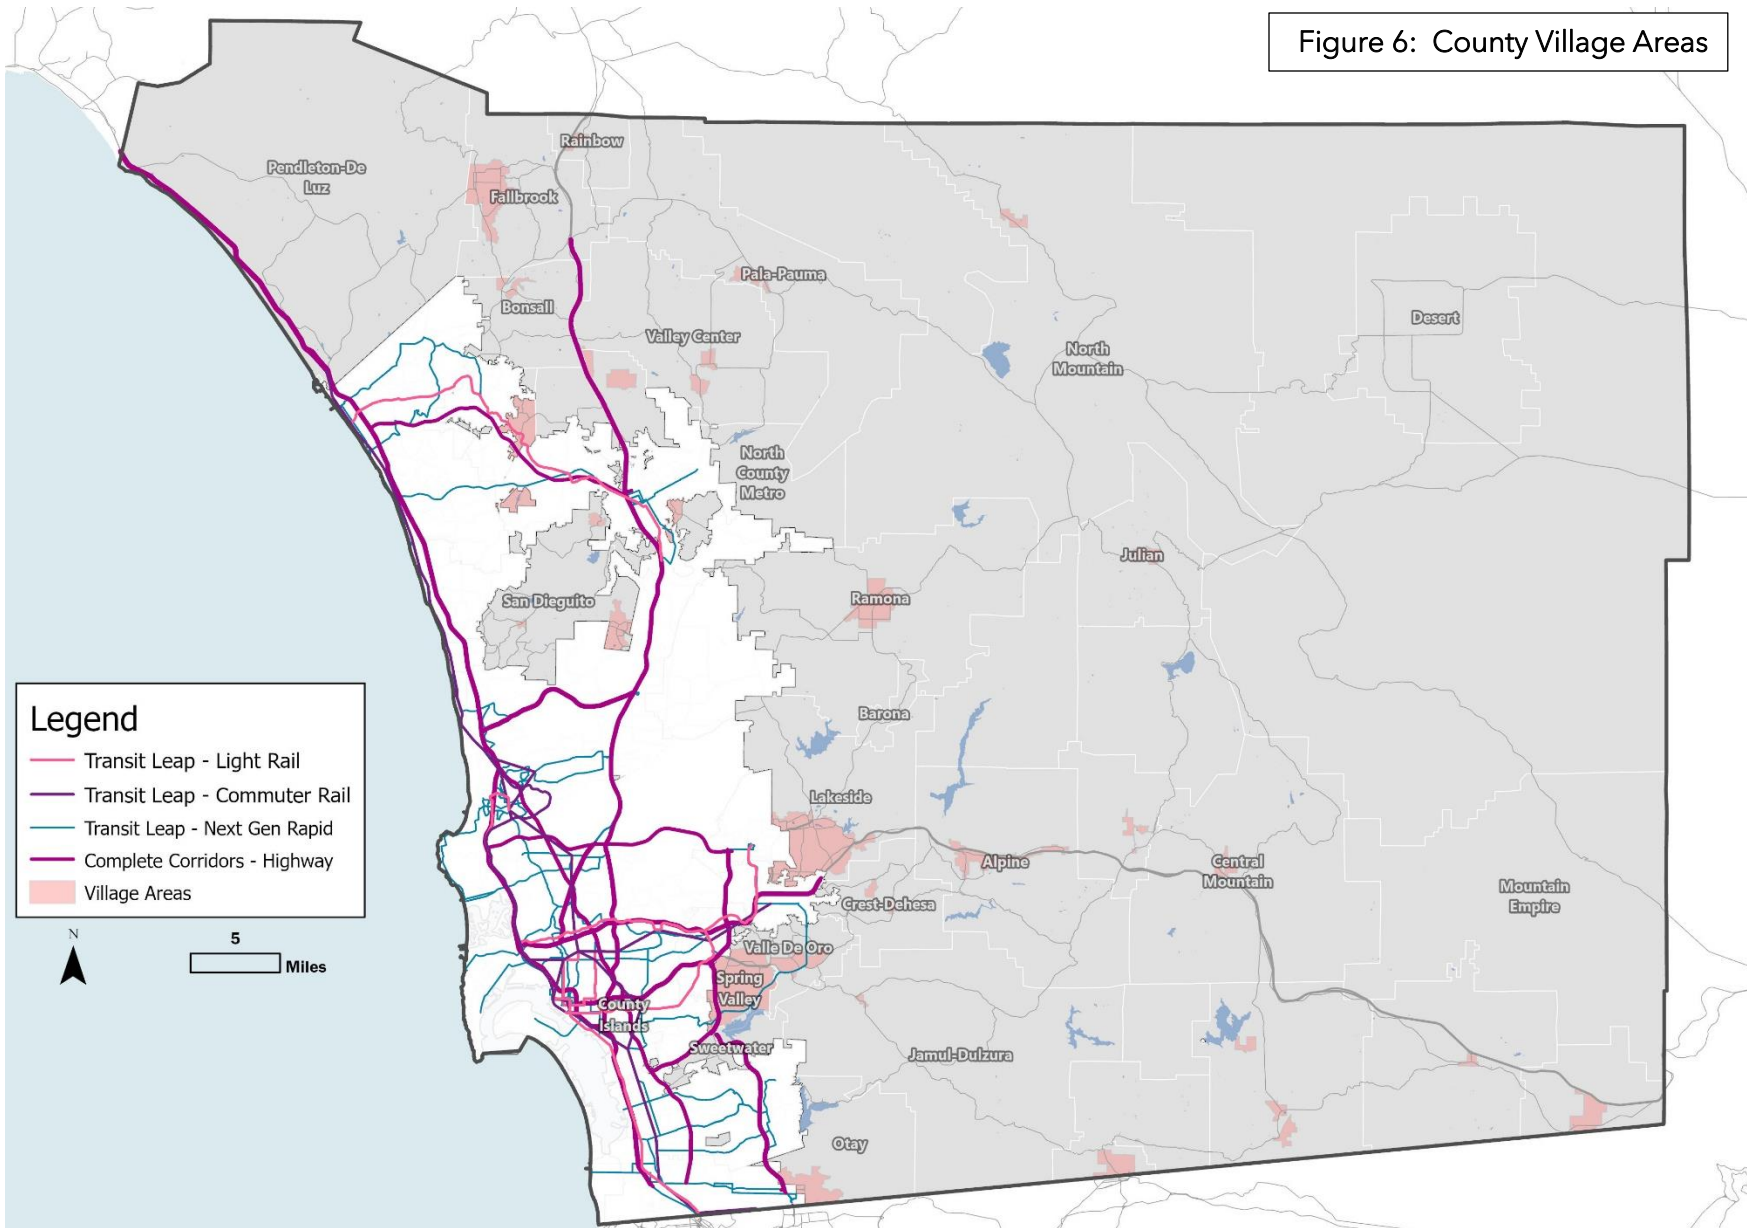 Figure 6: County Village Areas
Rainbow
Pendleton-De
Luz
Fallbrook
Pala-Pauma
Bonsall
Desert
Valley Center
North
Mountain
North
County
Metro
Julian
San Dieguito
Ramona
Barona
Legend
Transit Leap - Light Rail
Transit Leap - Commuter Rail
Transit Leap - Next Gen Rapid
Complete Corridors - Highway
Village Areas
Lakeside
Alpine
Central
Mountain
Crest-Dehesa
Mountain
Empire
N
5
Miles
Valle De Oro
Spring
Valley
County
Islands
Sweetwater
Jamul-Dulzura
Otay